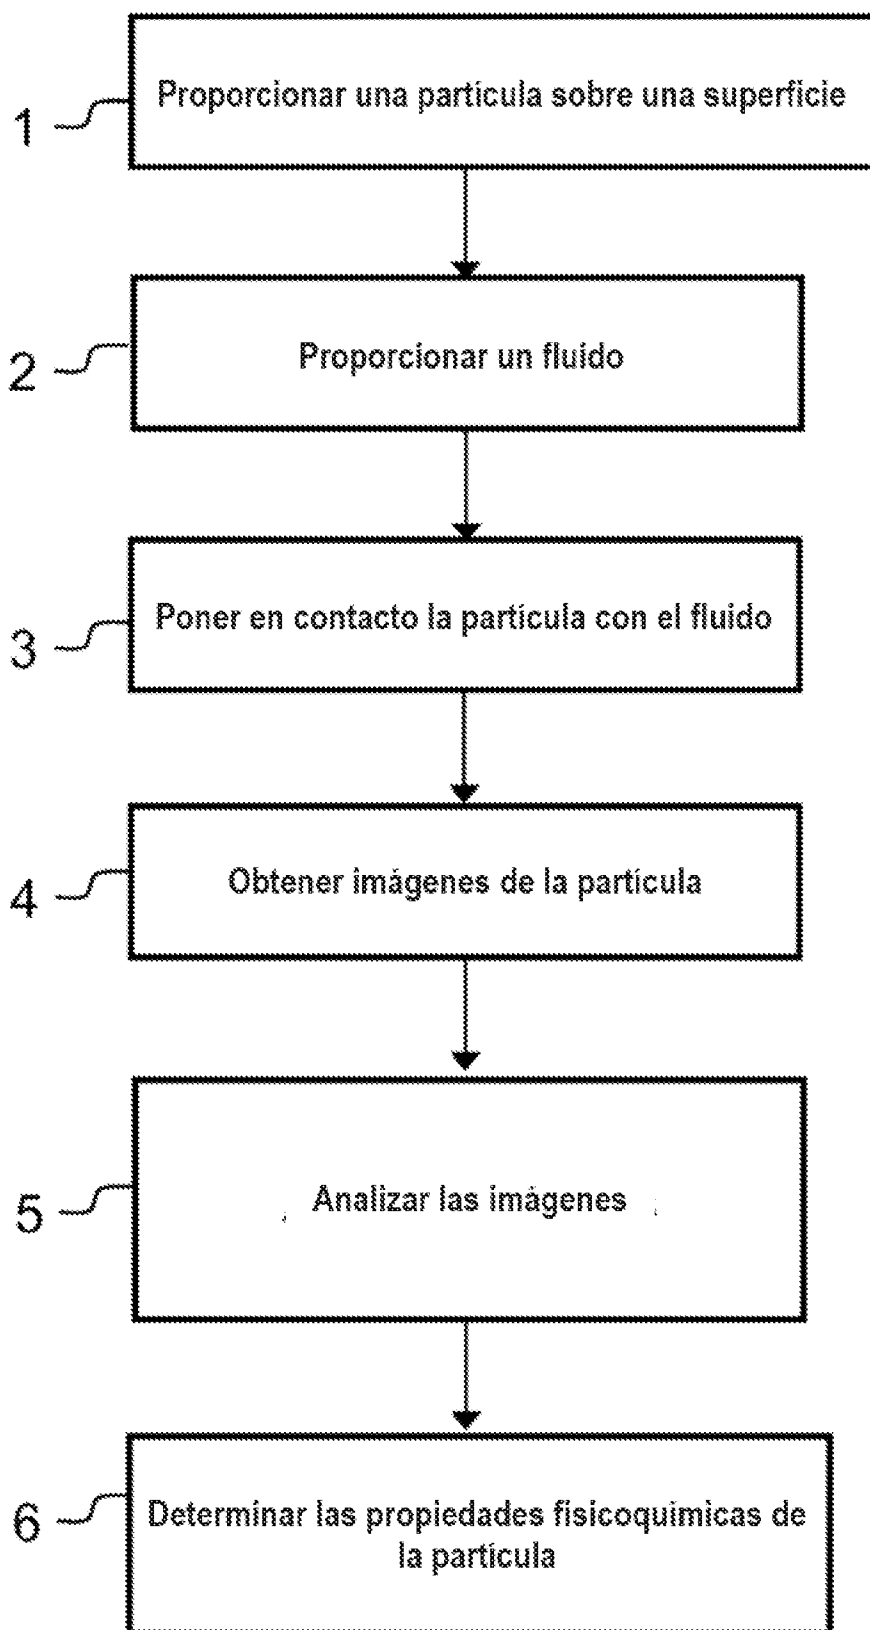 1
Proporcionar una partícula sobre una superficie
2
Proporcionar un fluido
3
Poner en contacto la partícula con el fluido
4
Obtener imágenes de la partícula
5
Analizar las imágenes
6
Determinar las propiedades fisicoquímicas de
la partícula